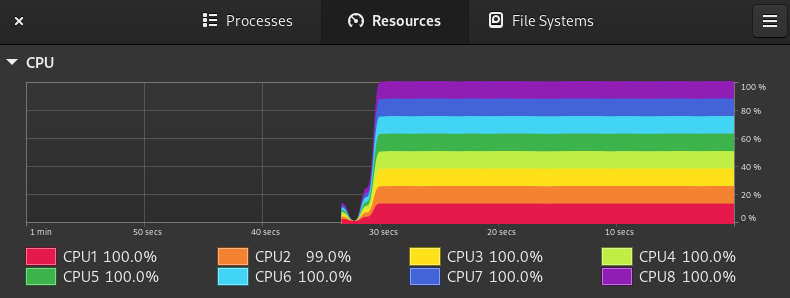 Processes Resources File Systems
CPU
100 %
80 %
60 %
40 %
20 %
0 %
1 min 50 secs 40 secs 30 secs 20 secs 10 secs
CPU1 100.0% CPU2 99.0% CPU3 100.0% CPU4 100.0%
CPU5 100.0% CPU6 100.0% CPU7 100.0% CPU8 100.0%